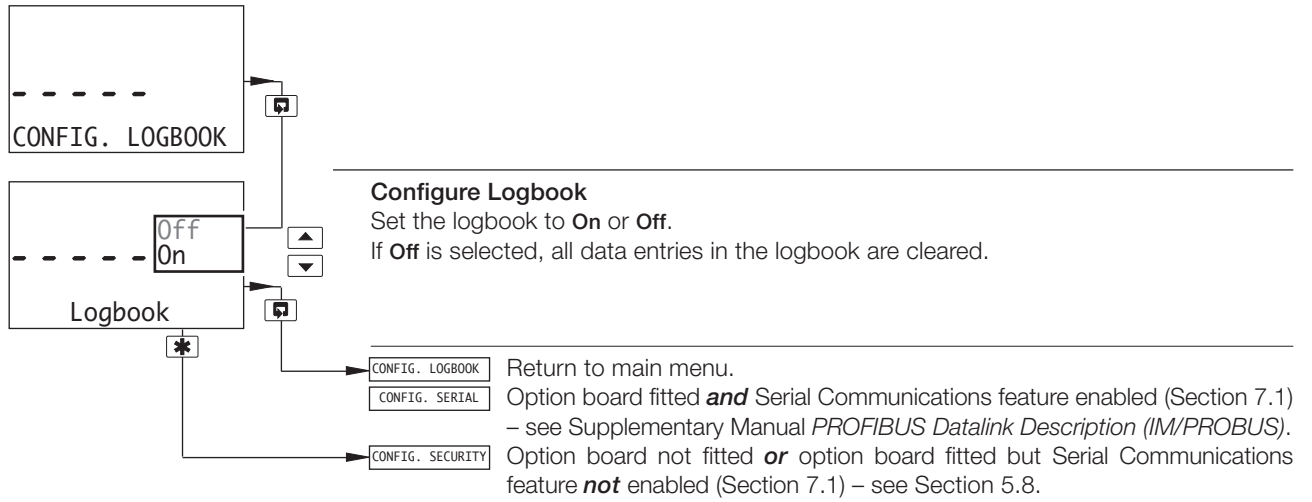 - - - - -
CONFIG. LOGBOOK
Configure Logbook
Set the logbook to On or Off.
If Off is selected, all data entries in the logbook are cleared.
Off
- - - - - On
Logbook
CONFIG. LOGBOOK Return to main menu.
CONFIG. SERIAL Option board fitted and Serial Communications feature enabled (Section 7.1)
– see Supplementary Manual PROFIBUS Datalink Description (IM/PROBUS).
CONFIG. SECURITY Option board not fitted or option board fitted but Serial Communications
feature not enabled (Section 7.1) – see Section 5.8.